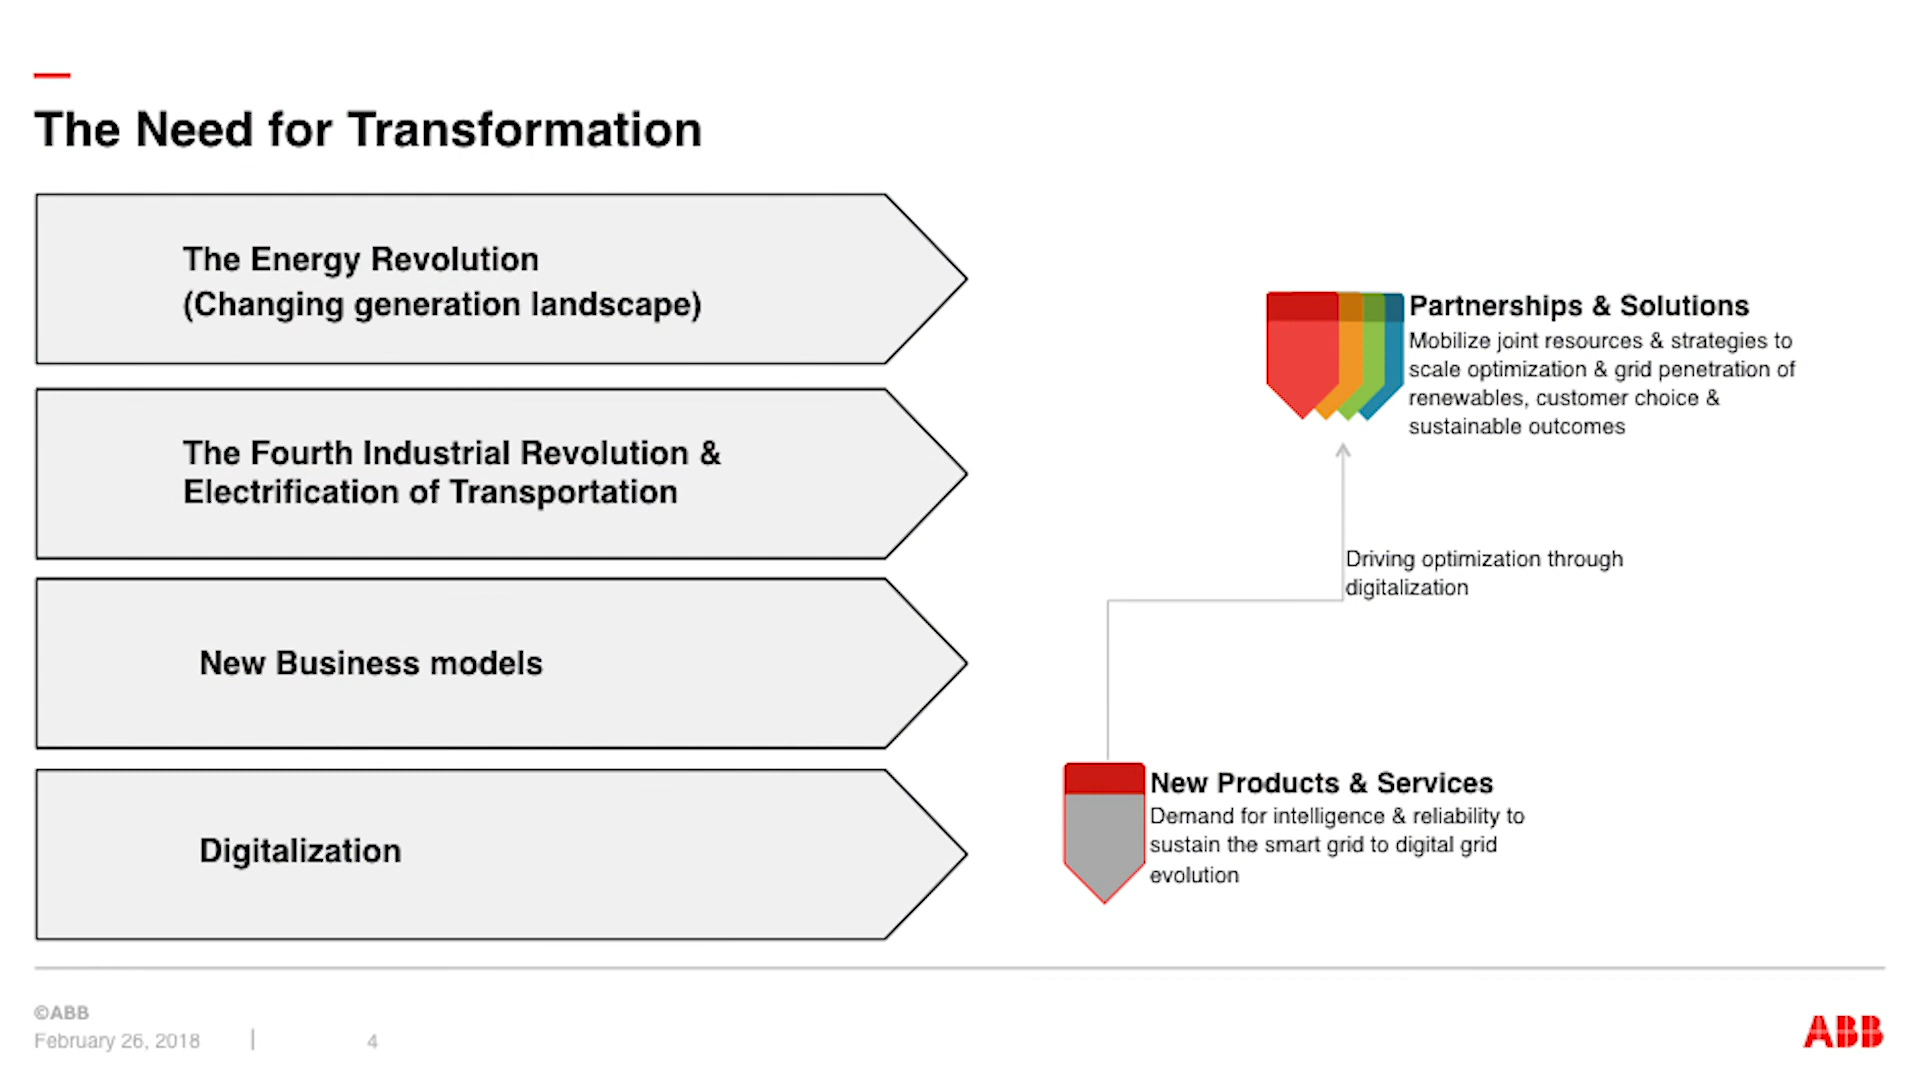 The Need for Transformation
The Energy Revolution
(Changing generation landscape)
The Fourth Industrial Revolution &
Electrification of Transportation
New Business models
Digitalization
Partnerships & Solutions
Mobilize joint resources & strategies to
scale optimization & grid penetration of
renewables, customer choice &
sustainable outcomes
Driving optimization through
digitalization
New Products & Services
Demand for intelligence & reliability to
sustain the smart grid to digital grid
evolution
©ABB
February 26, 2018 | 4
ABB